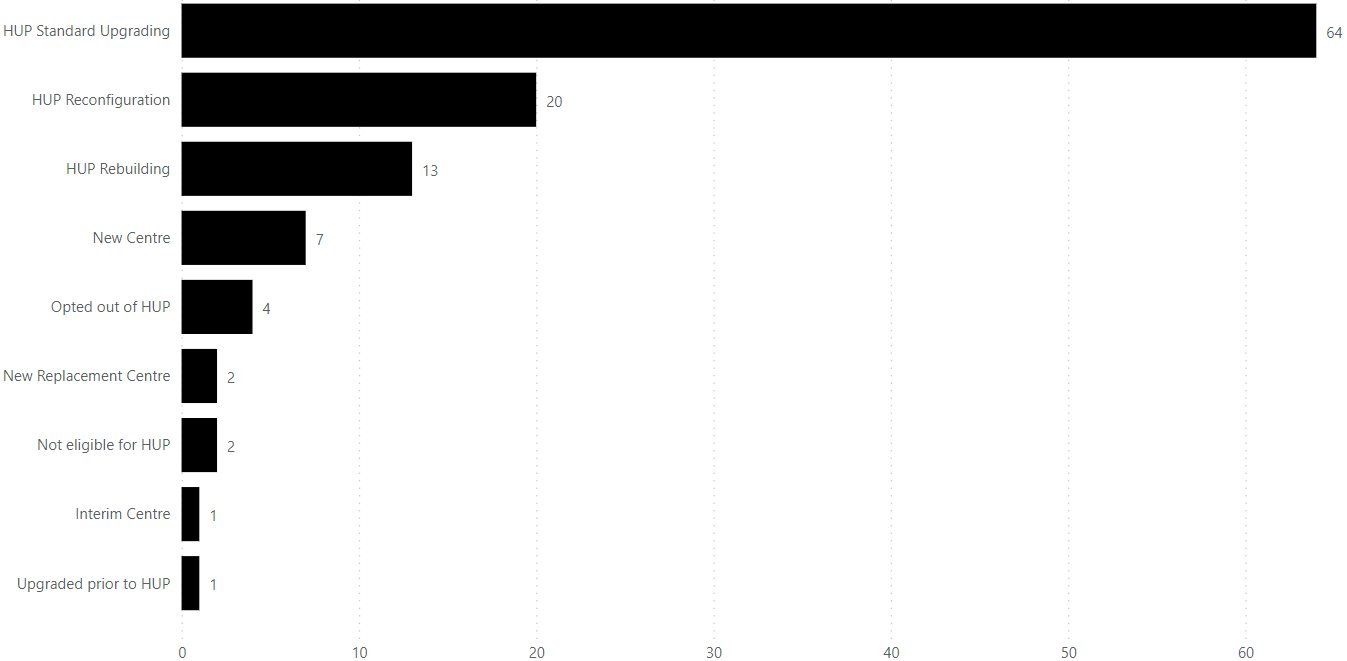 HUP Standard Upgrading 64
HUP Reconfiguration 20
HUP Rebuilding 13
New Centre 7
Opted out of HUP 4
New Replacement Centre 2
Not eligible for HUP 2
Interim Centre 1
Upgraded prior to HUP 1
0 10 20 30 40 50 60